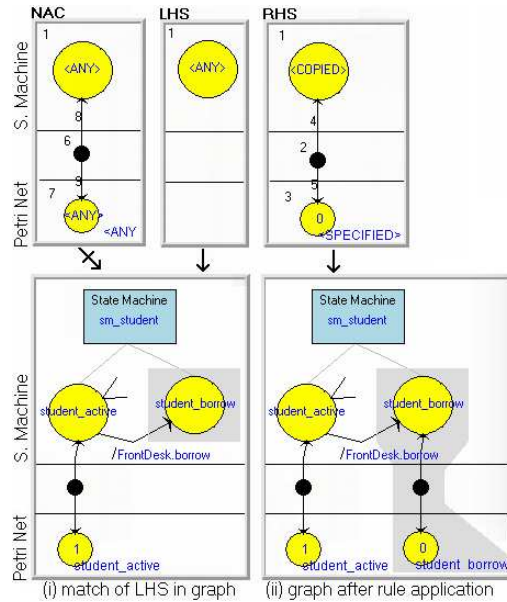 NAC
LHS
RHS
S. Machine
Petri Net
1
<ANY>
8
6
9
7
<ANY>
<ANY
1
<ANY>
1
<COPIED>
4
2
5
3
0
<SPECIFIED>
S. Machine
Petri Net
State Machine
sm_student
student_active
student_borrow
/FrontDesk.borrow
1
student_active
State Machine
sm_student
student_active
student_borrow
/FrontDesk.borrow
1
student_active
0
student_borrow
(i) match of LHS in graph
(ii) graph after rule application